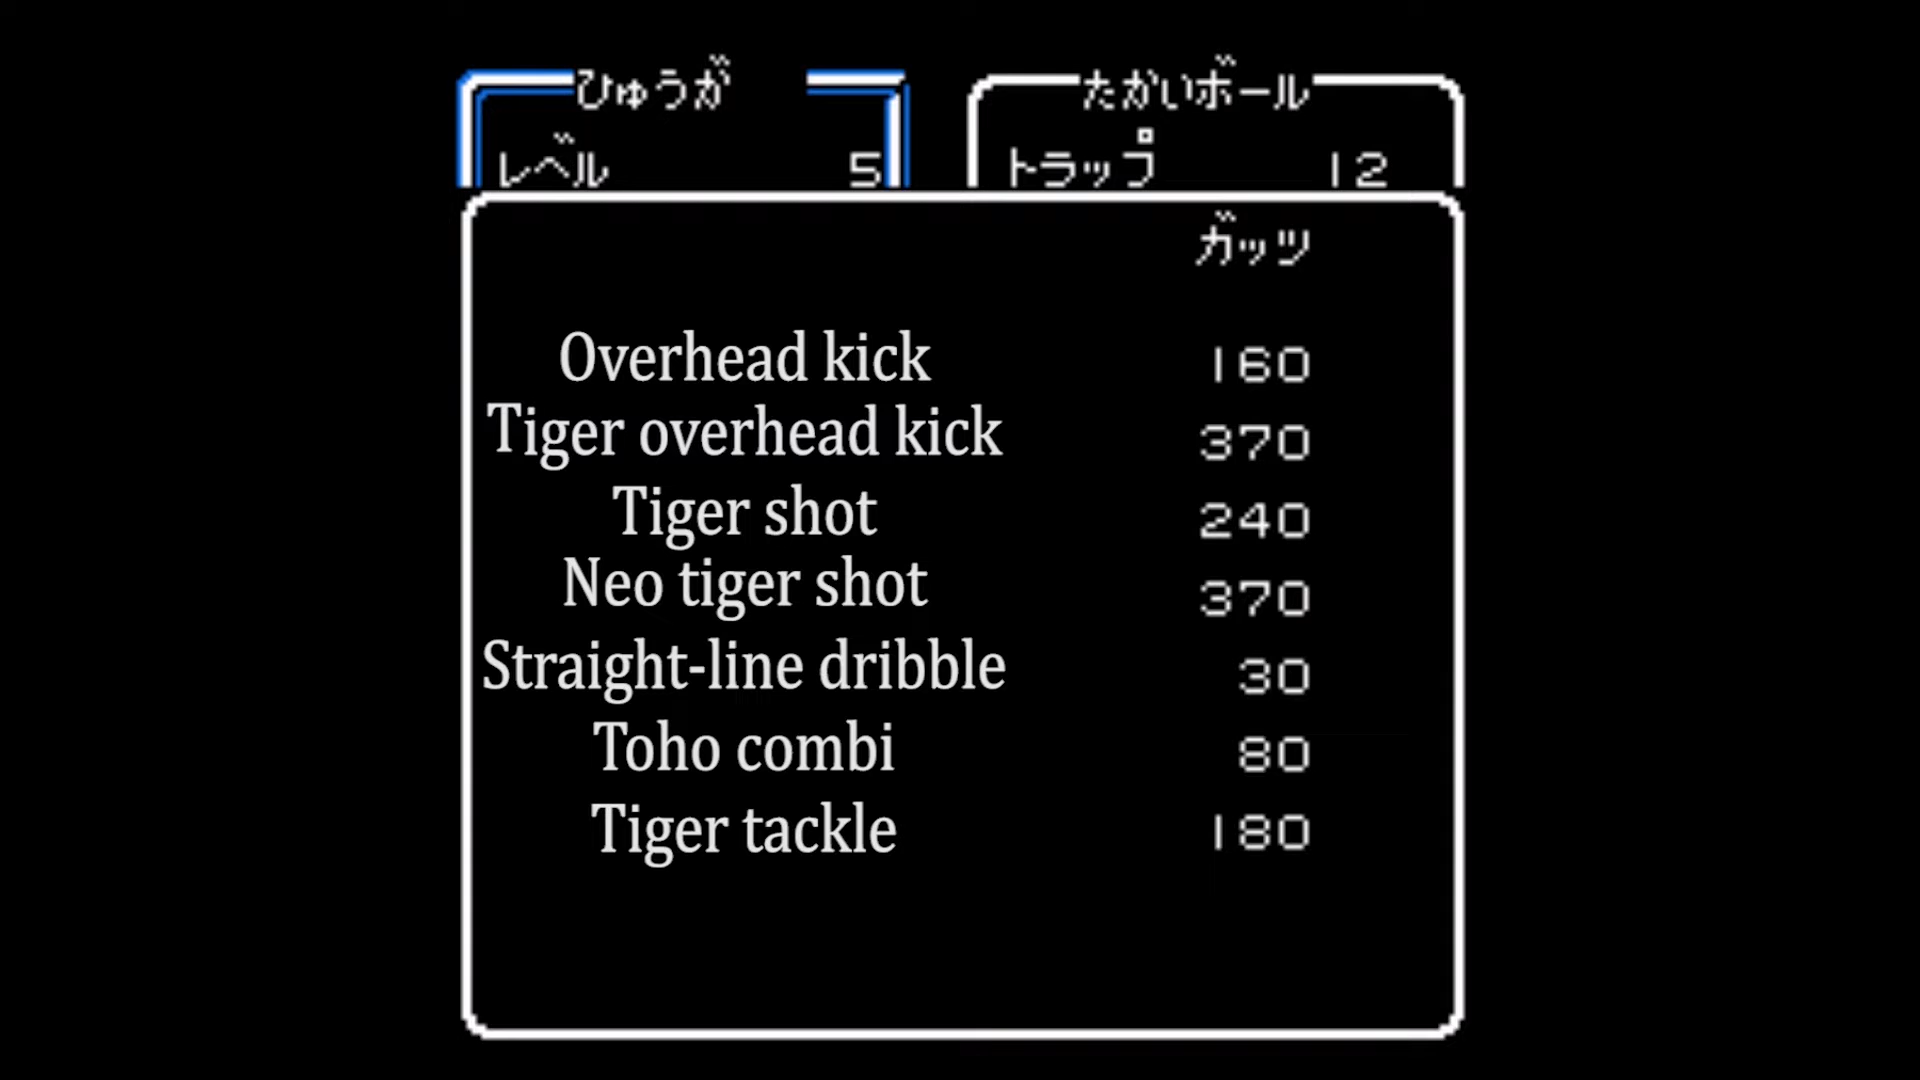 ひゅうが
レベル 5
たかいボール
トラップ 12
ガッツ
Overhead kick 160
Tiger overhead kick 370
Tiger shot 240
Neo tiger shot 370
Straight-line dribble 30
Toho combi 80
Tiger tackle 180